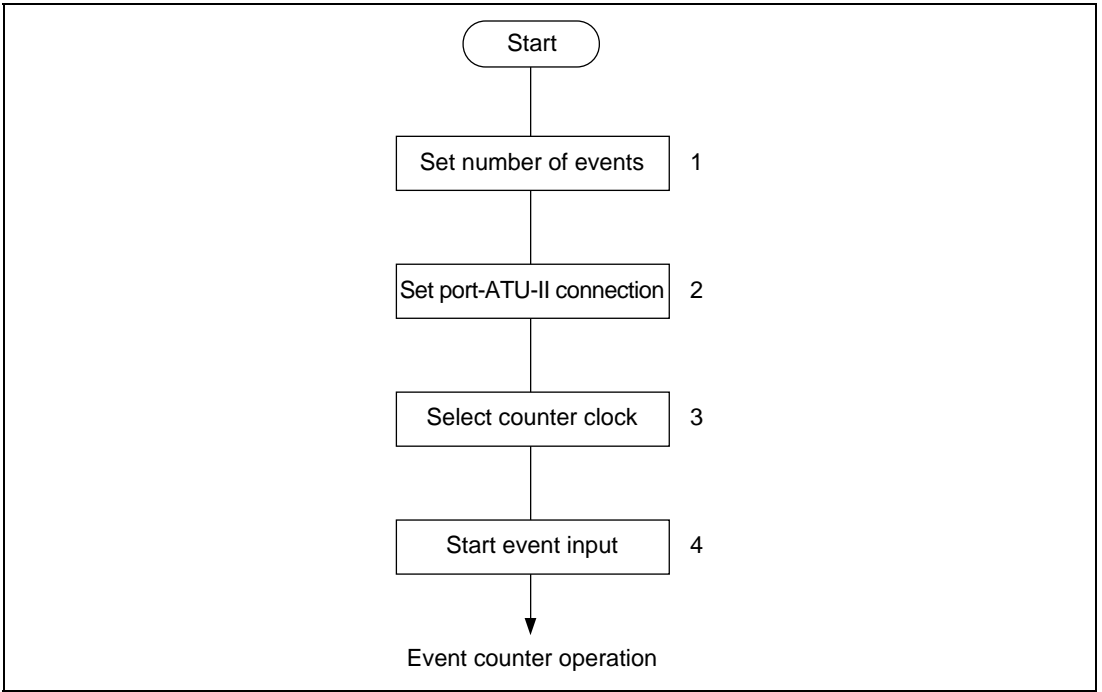 Start
Set number of events 1
Set port-ATU-II connection 2
Select counter clock 3
Start event input 4
Event counter operation